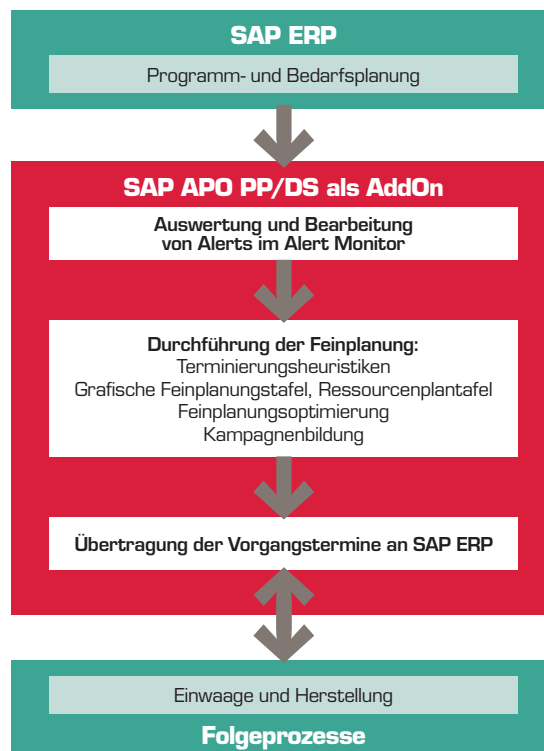 SAP ERP
Programm- und Bedarfsplanung
SAP APO PP/DS als AddOn
Auswertung und Bearbeitung
von Alerts im Alert Monitor
Durchführung der Feinplanung:
Terminierungsheuristiken
Grafische Feinplanungstafel, Ressourcenplantafel
Feinplanungsoptimierung
Kampagnenbildung
Übertragung der Vorgangstermine an SAP ERP
Einwaage und Herstellung
Folgeprozesse